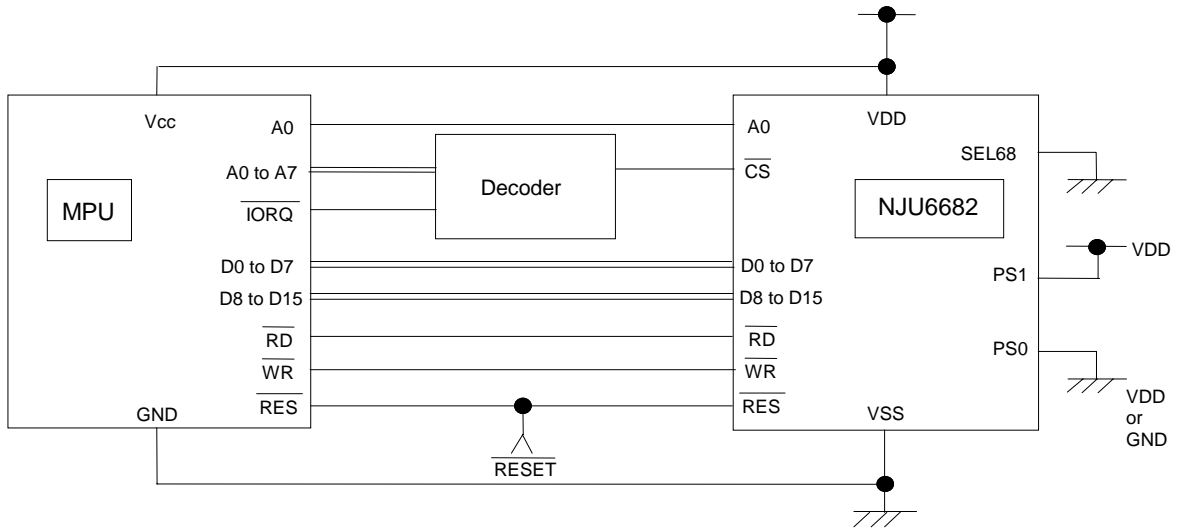 Vcc
A0
A0 to A7
IORQ
MPU
D0 to D7
D8 to D15
RD
WR
RES
GND
Decoder
RESET
VDD
A0
CS
SEL68
NJU6682
D0 to D7
D8 to D15
RD
WR
RES
VSS
PS1
VDD
PS0
VDD
or
GND